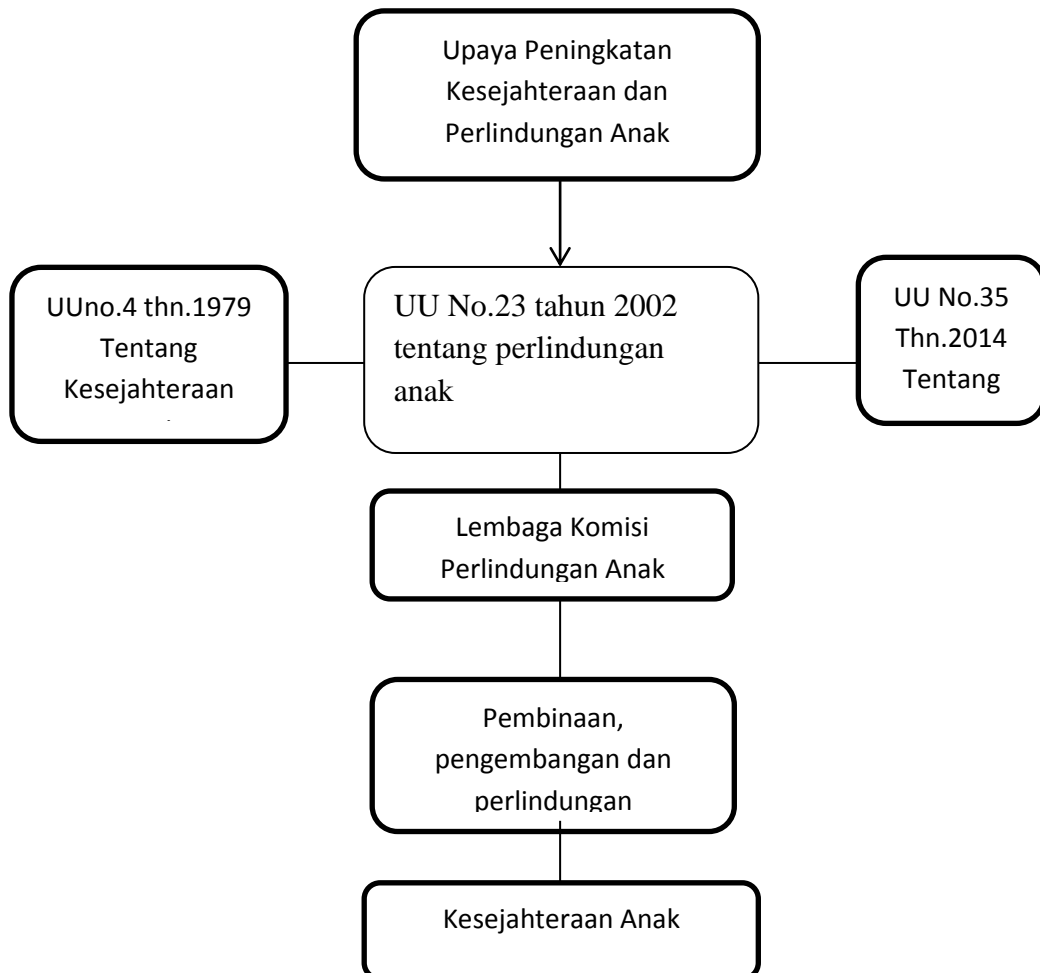 Upaya Peningkatan
Kesejahteraan dan
Perlindungan Anak
UUno.4 thn.1979
Tentang
Kesejahteraan
UU No.23 tahun 2002
tentang perlindungan
anak
UU No.35
Thn.2014
Tentang
Lembaga Komisi
Perlindungan Anak
Pembinaan,
pengembangan dan
perlindungan
Kesejahteraan Anak